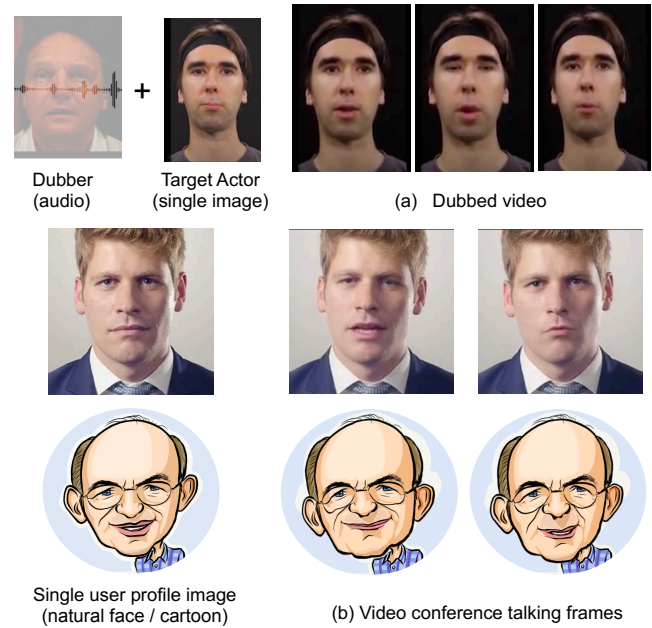 +
Dubber
(audio)
Target Actor
(single image)
(a) Dubbed video
Single user profile image
(natural face / cartoon)
(b) Video conference talking frames